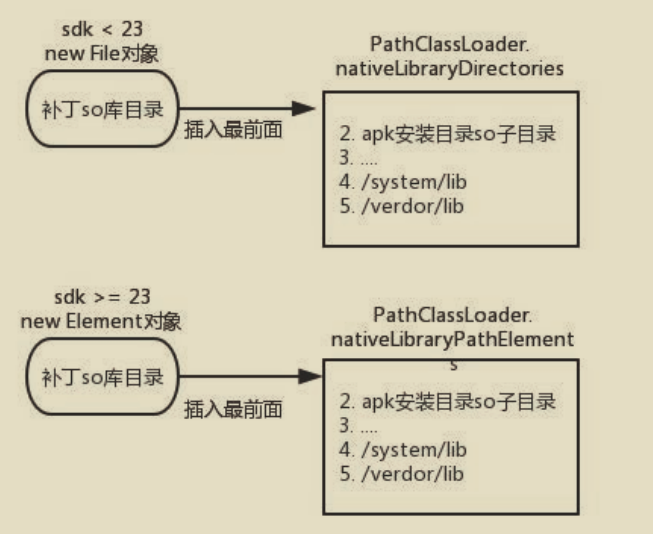 sdk < 23
new File对象
补丁so库目录
插入最前面
PathClassLoader.
nativeLibraryDirectories
2. apk安装目录so子目录
3. ....
4. /system/lib
5. /verdor/lib
sdk >= 23
new Element对象
补丁so库目录
插入最前面
PathClassLoader.
nativeLibraryPathElement
s
2. apk安装目录so子目录
3. ....
4. /system/lib
5. /verdor/lib